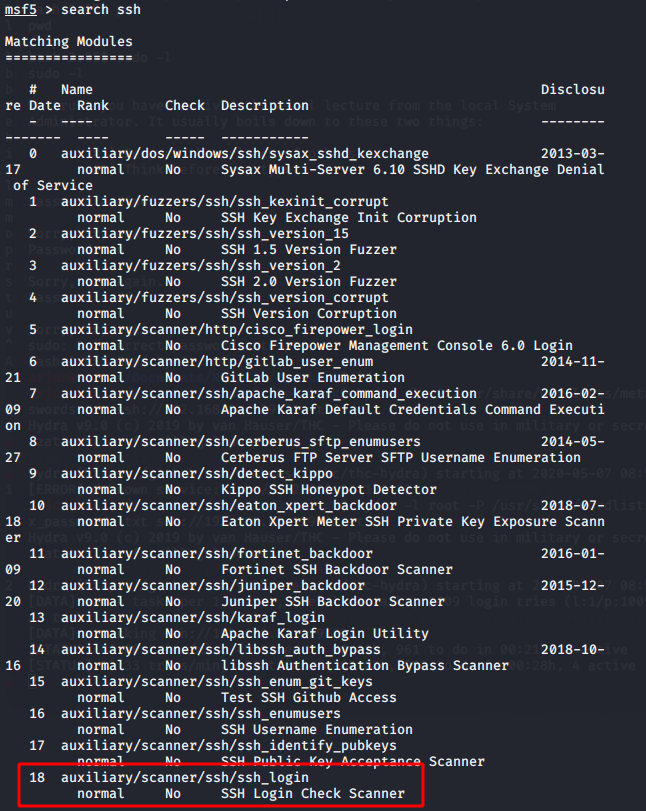 msf5 > search ssh
Matching Modules
================
# Name Disclosu
re Date Rank Check Description
- ---- --------
------- ---- ----- -----------
0 auxiliary/dos/windows/ssh/sysax_sshd_kexchange 2013-03-
17 normal No Sysax Multi-Server 6.10 SSHD Key Exchange Denial
of Service
1 auxiliary/fuzzers/ssh/ssh_kexinit_corrupt
normal No SSH Key Exchange Init Corruption
2 auxiliary/fuzzers/ssh/ssh_version_15
normal No SSH 1.5 Version Fuzzer
3 auxiliary/fuzzers/ssh/ssh_version_2
normal No SSH 2.0 Version Fuzzer
4 auxiliary/fuzzers/ssh/ssh_version_corrupt
normal No SSH Version Corruption
5 auxiliary/scanner/http/cisco_firepower_login
normal No Cisco Firepower Management Console 6.0 Login
6 auxiliary/scanner/http/gitlab_user_enum 2014-11-
21 normal No GitLab User Enumeration
7 auxiliary/scanner/ssh/apache_karaf_command_execution 2016-02-
09 normal No Apache Karaf Default Credentials Command Executi
on
8 auxiliary/scanner/ssh/cerberus_sftp_enumusers 2014-05-
27 normal No Cerberus FTP Server SFTP Username Enumeration
9 auxiliary/scanner/ssh/detect_kippo
normal No Kippo SSH Honeypot Detector
10 auxiliary/scanner/ssh/eaton_xpert_backdoor 2018-07-
18 normal No Eaton Xpert Meter SSH Private Key Exposure Scann
er
11 auxiliary/scanner/ssh/fortinet_backdoor 2016-01-
09 normal No Fortinet SSH Backdoor Scanner
12 auxiliary/scanner/ssh/juniper_backdoor 2015-12-
20 normal No Juniper SSH Backdoor Scanner
13 auxiliary/scanner/ssh/karaf_login
normal No Apache Karaf Login Utility
14 auxiliary/scanner/ssh/libssh_auth_bypass 2018-10-
16 normal No libssh Authentication Bypass Scanner
15 auxiliary/scanner/ssh/ssh_enum_git_keys
normal No Test SSH Github Access
16 auxiliary/scanner/ssh/ssh_enumusers
normal No SSH Username Enumeration
17 auxiliary/scanner/ssh/ssh_identify_pubkeys
normal No SSH Public Key Acceptance Scanner
18 auxiliary/scanner/ssh/ssh_login
normal No SSH Login Check Scanner